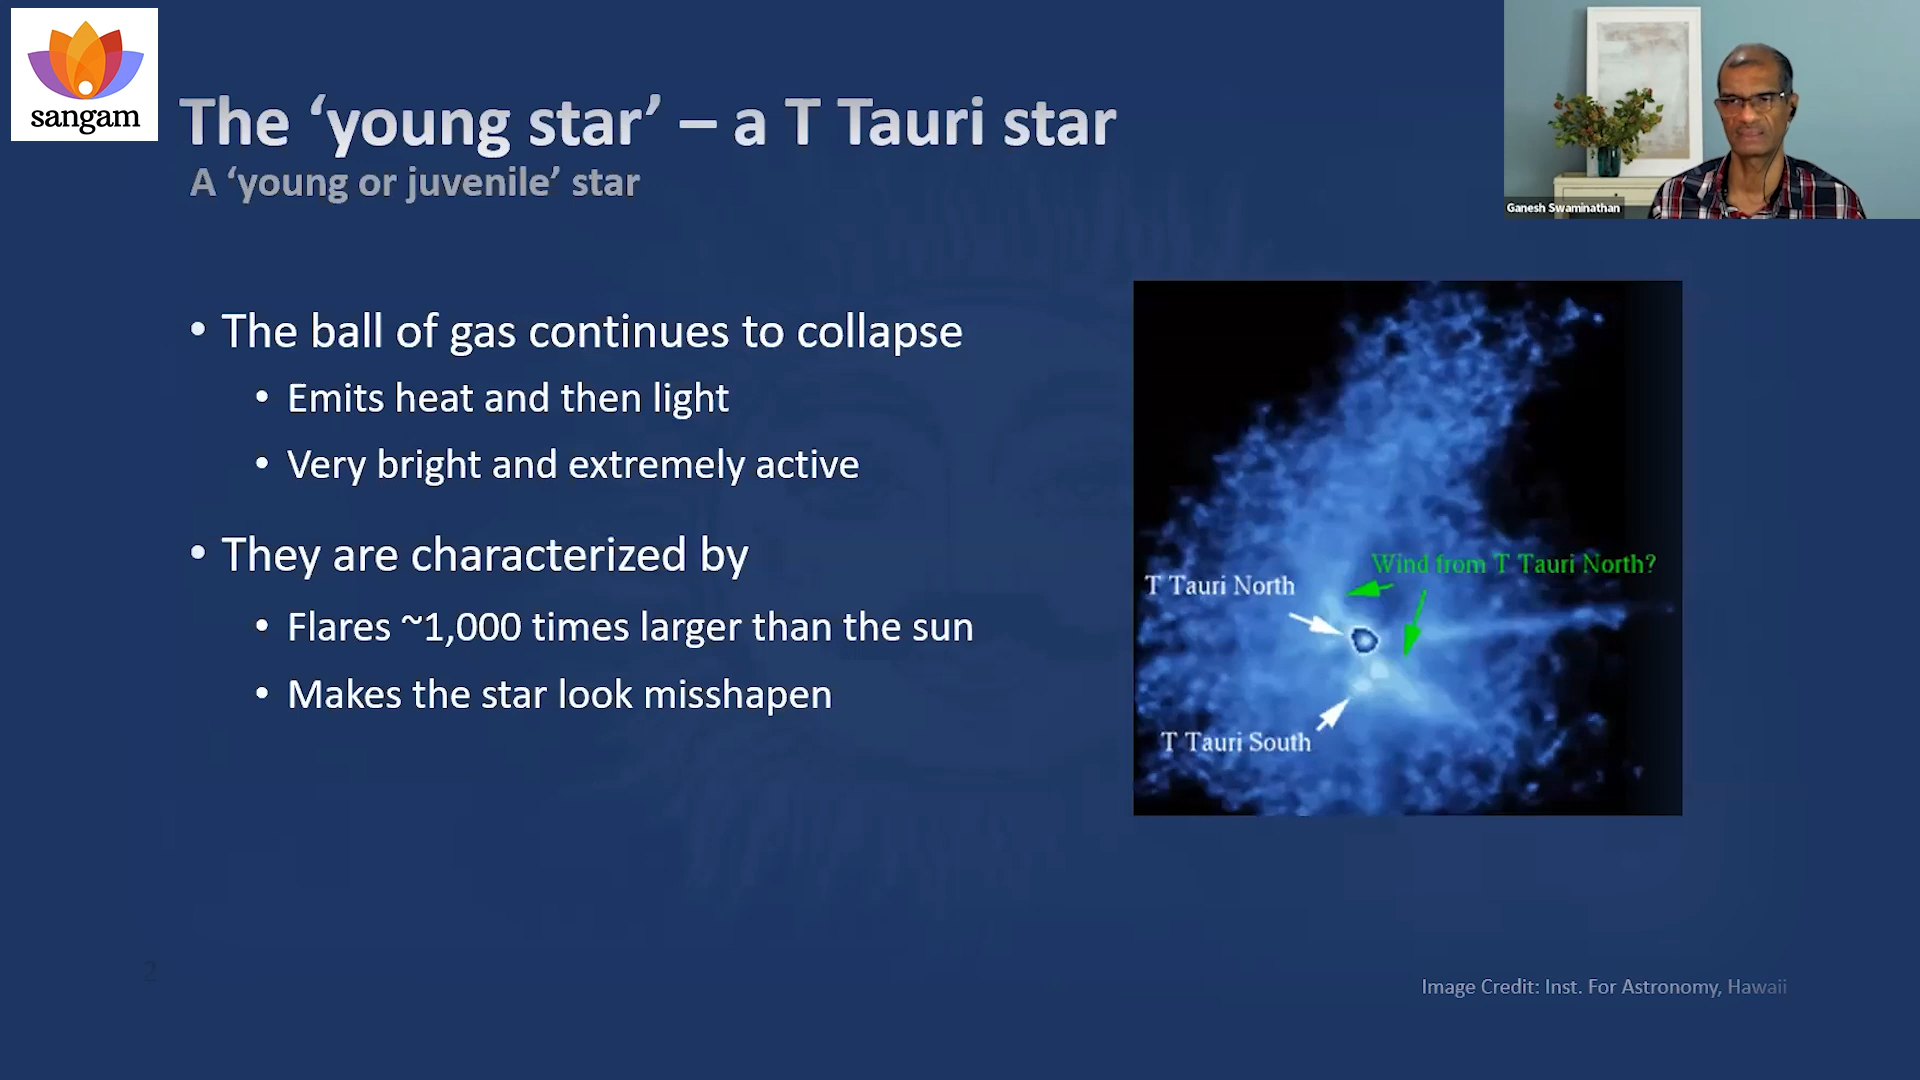 sangam
The ‘young star’ – a T Tauri star
A ‘young or juvenile’ star
Ganesh Swaminathan
• The ball of gas continues to collapse
• Emits heat and then light
• Very bright and extremely active
• They are characterized by
• Flares ~1,000 times larger than the sun
• Makes the star look misshapen
Wind from T Tauri North?
T Tauri North
T Tauri South
2
Image Credit: Inst. For Astronomy, Hawaii